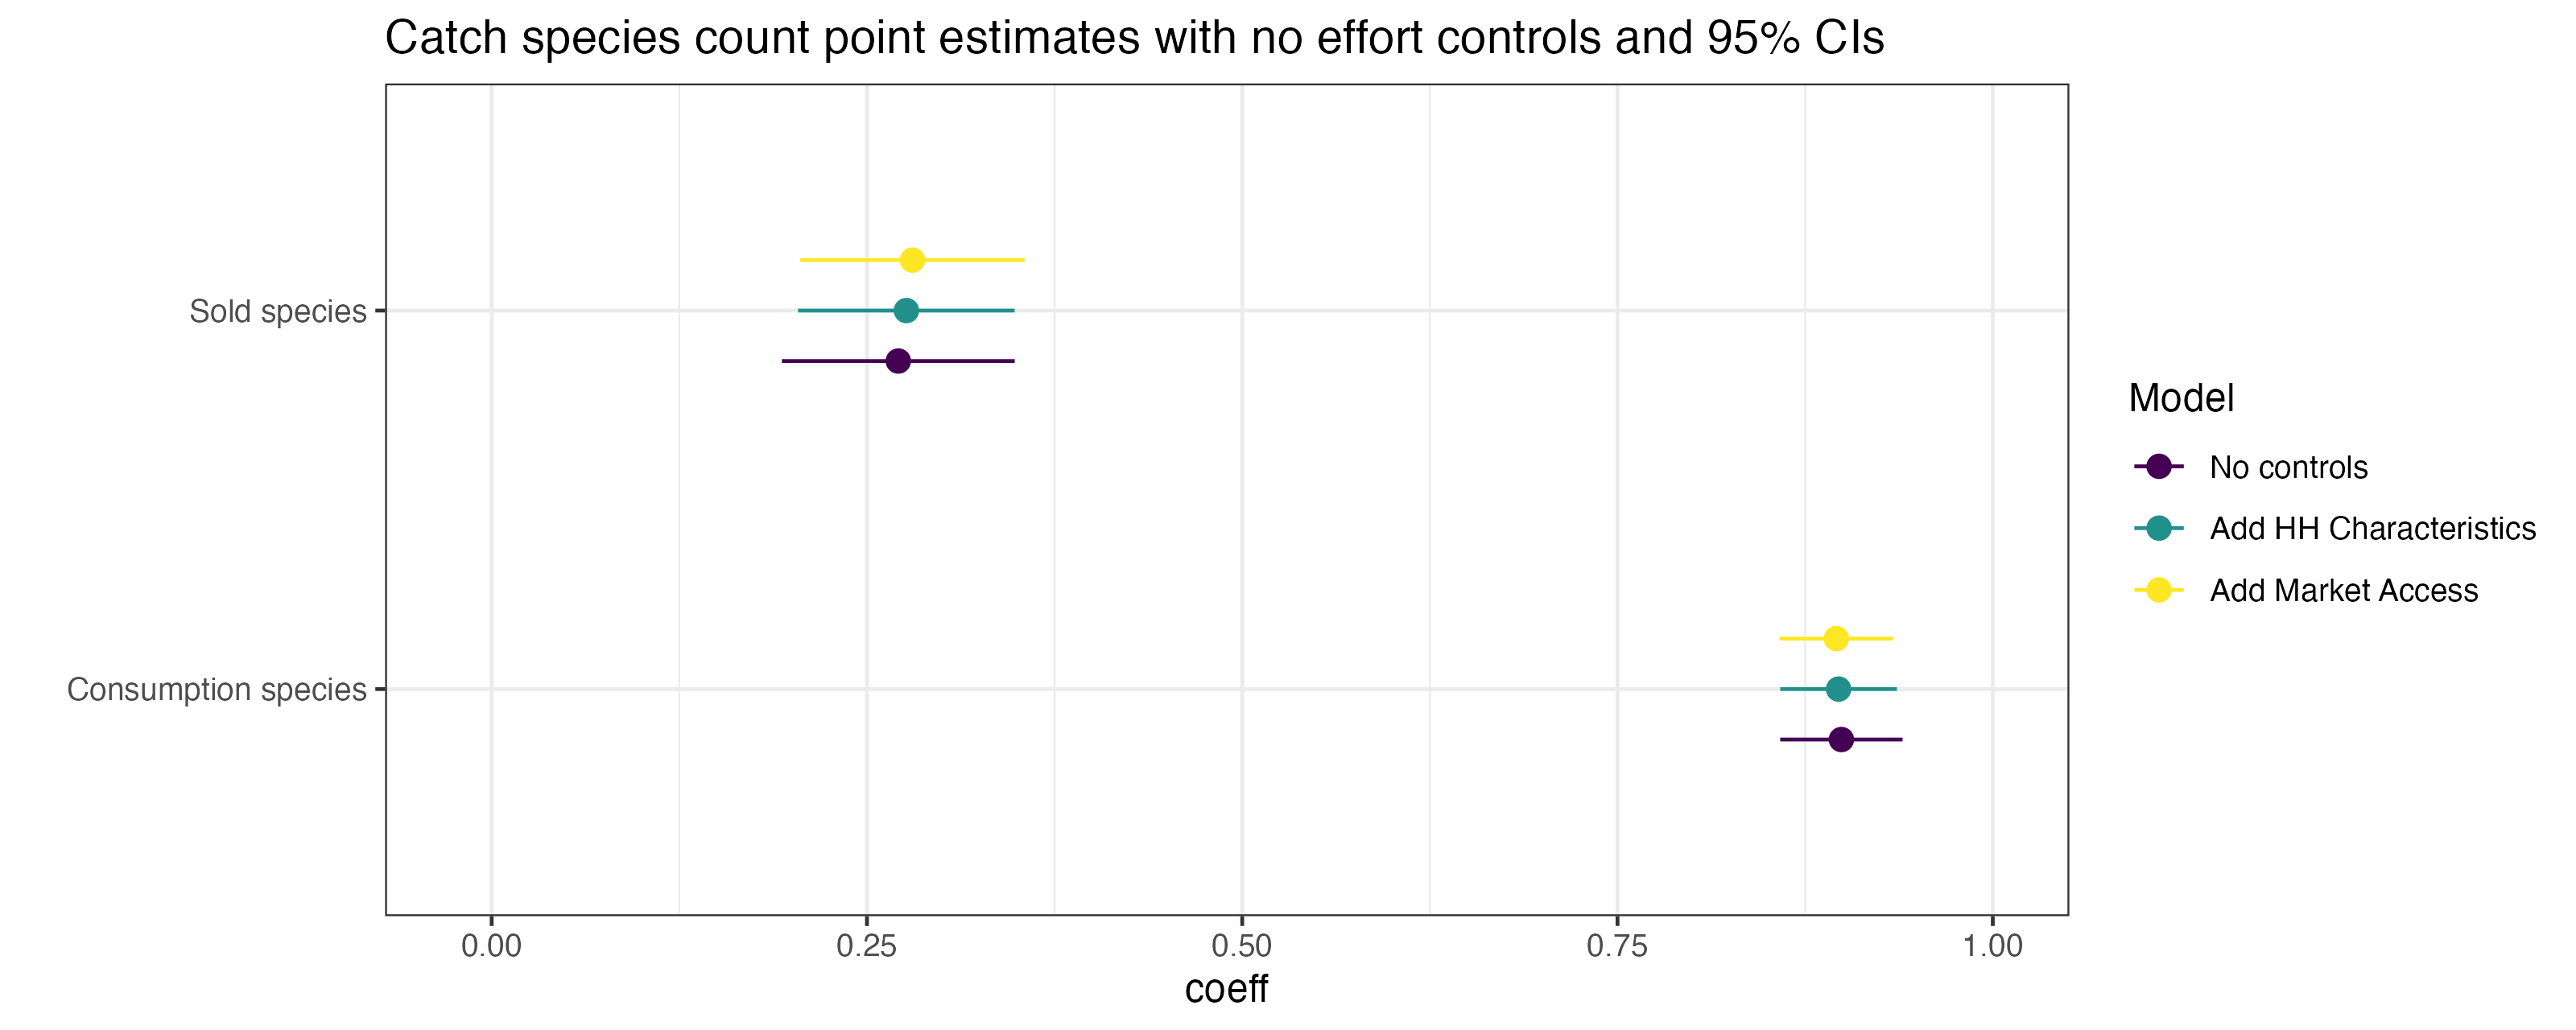 Catch species count point estimates with no effort controls and 95% CIs
Sold species
Consumption species
0.00
0.25
0.50
0.75
1.00
coeff
Model
No controls
Add HH Characteristics
Add Market Access